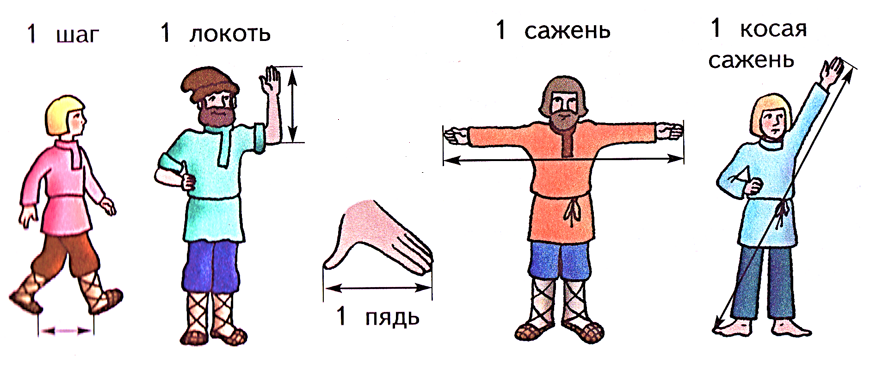 1 шаг
1 локоть
1 пядь
1 сажень
1 косая
сажень